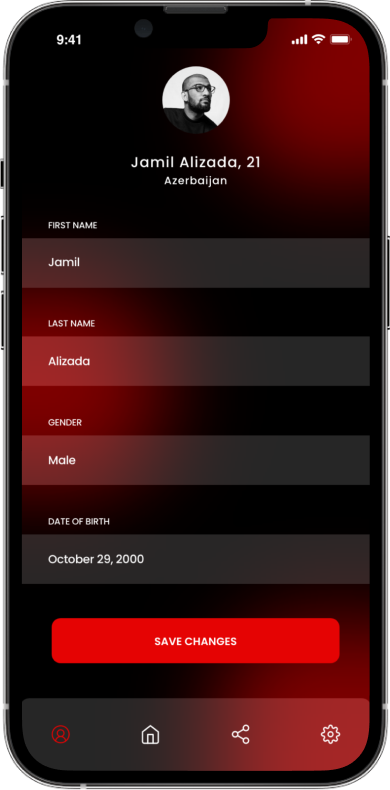 9:41
Jamil Alizada, 21
Azerbaijan
FIRST NAME
Jamil
LAST NAME
Alizada
GENDER
Male
DATE OF BIRTH
October 29, 2000
SAVE CHANGES